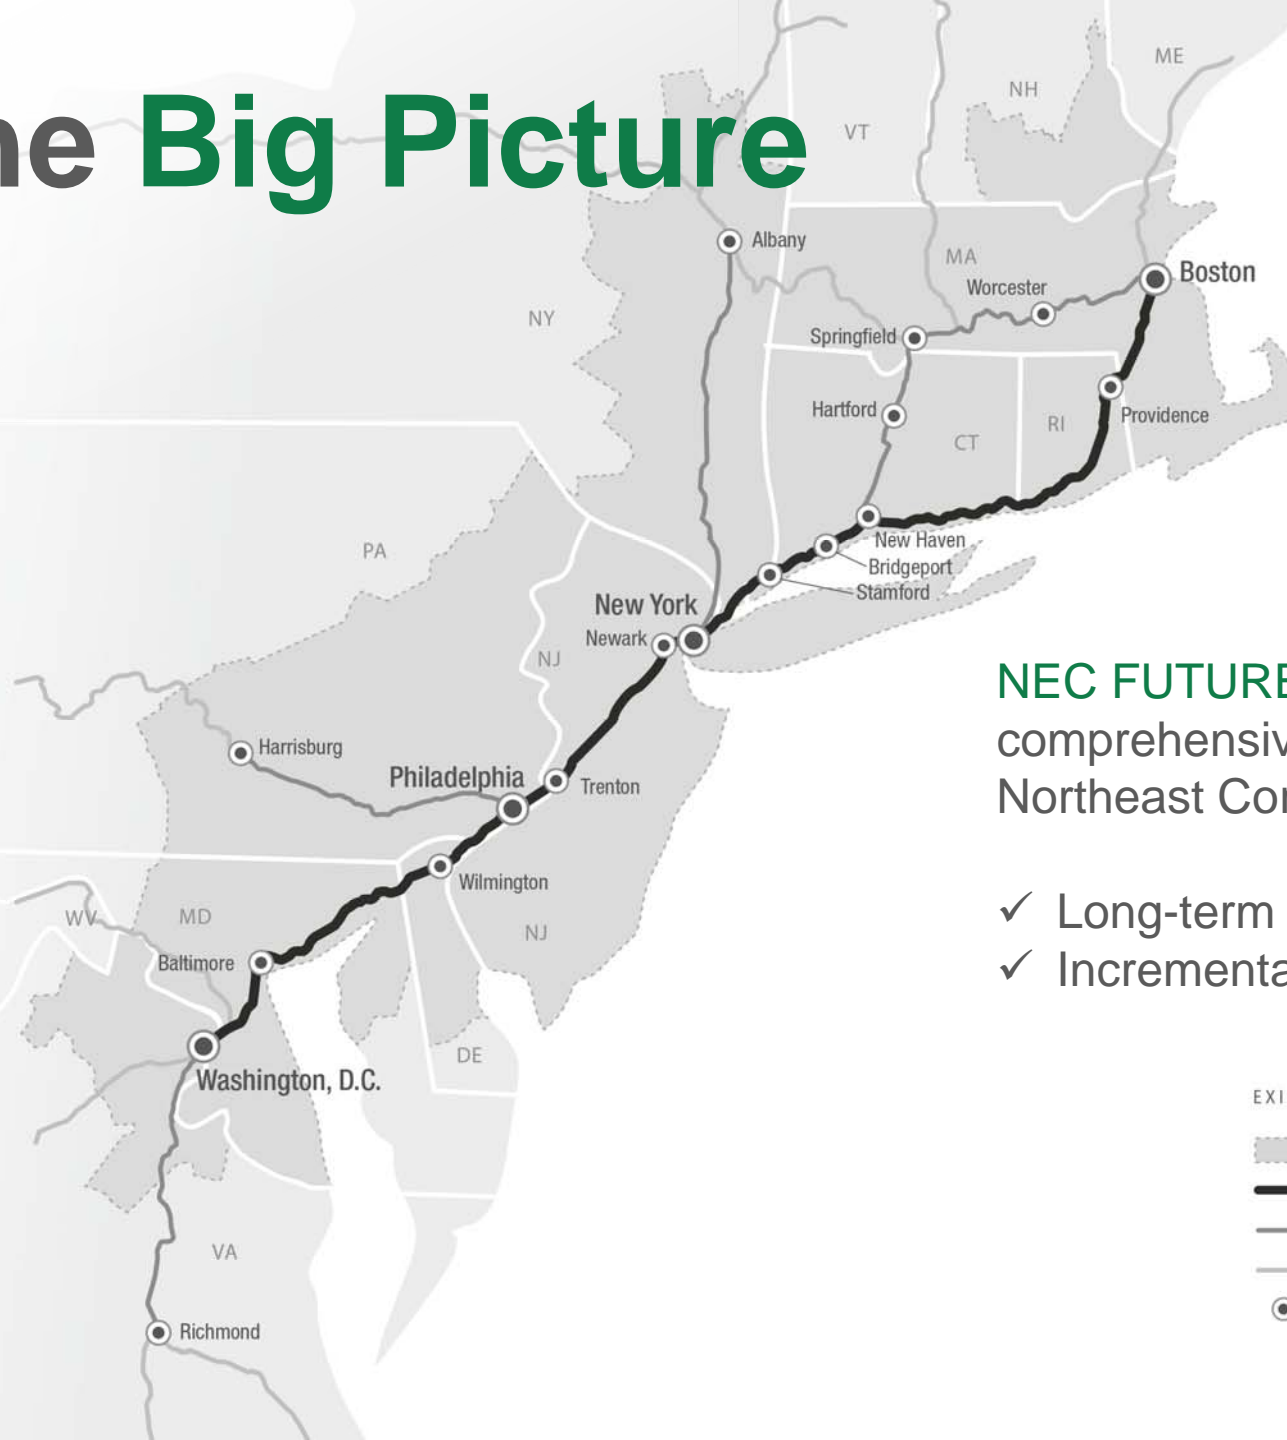 ne Big Picture
ME
NH
VT
Albany
MA
Boston
Worcester
NY
Springfield
Hartford
Providence
RI
CT
PA
New Haven
Bridgeport
Stamford
New York
Newark
NJ
NEC FUTURE
comprehensiv
Northeast Cor
Harrisburg
Philadelphia
Trenton
Wilmington
Long-term
WV
MD
NJ
Baltimore
Incrementa
DE
Washington, D.C.
EXI
VA
Richmond